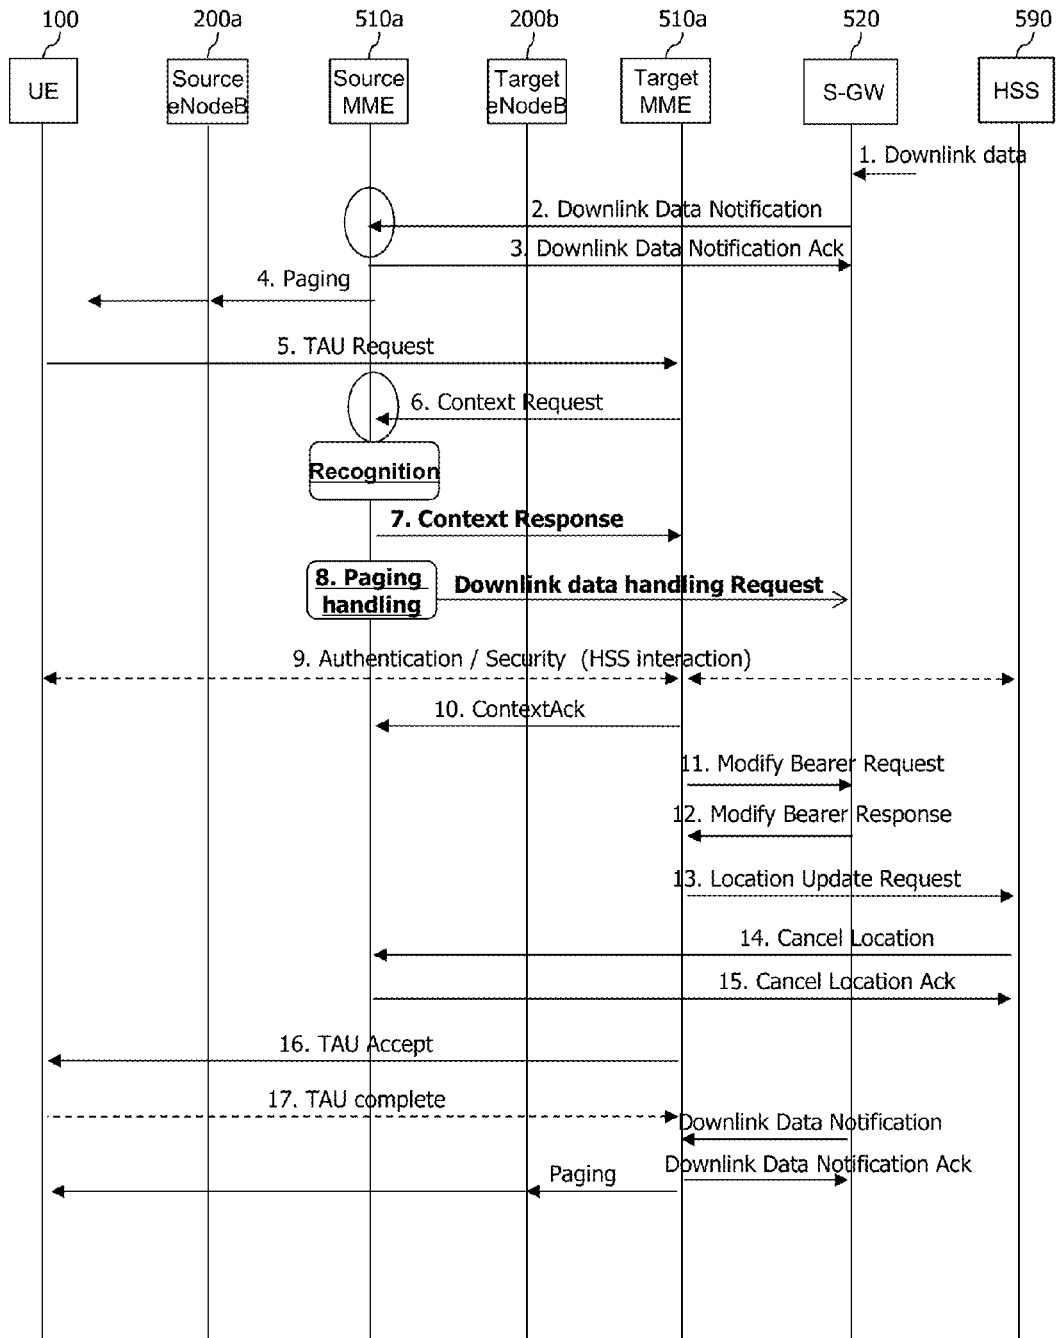 100 200a 510a 200b 510a 520 590
UE
Source
eNodeB
Source
MME
Target
eNodeB
Target
MME
S-GW
HSS
1. Downlink data
2. Downlink Data Notification
3. Downlink Data Notification Ack
4. Paging
5. TAU Request
6. Context Request
Recognition
7. Context Response
8. Paging
handling
Downlink data handling Request
9. Authentication / Security (HSS interaction)
10. ContextAck
11. Modify Bearer Request
12. Modify Bearer Response
13. Location Update Request
14. Cancel Location
15. Cancel Location Ack
16. TAU Accept
17. TAU complete
Downlink Data Notification
Downlink Data Notification Ack
Paging